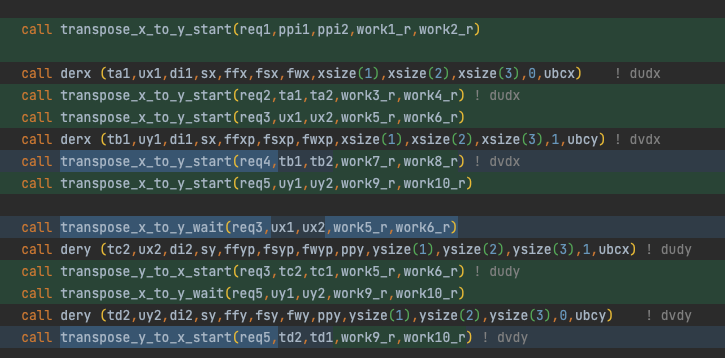 call transpose_x_to_y_start(req1,ppi1,ppi2,work1_r,work2_r)
call derx (ta1,ux1,di1,sx,ffx,fsx,fwx,xsize(1),xsize(2),xsize(3),0,ubcx) ! dudx
call transpose_x_to_y_start(req2,ta1,ta2,work3_r,work4_r) ! dudx
call transpose_x_to_y_start(req3,ux1,ux2,work5_r,work6_r)
call derx (tb1,uy1,di1,sx,ffxp,fsxp,fwxp,xsize(1),xsize(2),xsize(3),1,ubcy) ! dvdx
call transpose_x_to_y_start(req4,tb1,tb2,work7_r,work8_r) ! dvdx
call transpose_x_to_y_start(req5,uy1,uy2,work9_r,work10_r)
call transpose_x_to_y_wait(req3,ux1,ux2,work5_r,work6_r)
call dery (tc2,ux2,di2,sy,ffyp,fsyp,fwyp,ppy,ysize(1),ysize(2),ysize(3),1,ubcx) ! dudy
call transpose_y_to_x_start(req3,tc2,tc1,work5_r,work6_r) ! dudy
call transpose_x_to_y_wait(req5,uy1,uy2,work9_r,work10_r)
call dery (td2,uy2,di2,sy,ffy,fsy,fwy,ppy,ysize(1),ysize(2),ysize(3),0,ubcy) ! dvdy
call transpose_y_to_x_start(req5,td2,td1,work9_r,work10_r) ! dvdy